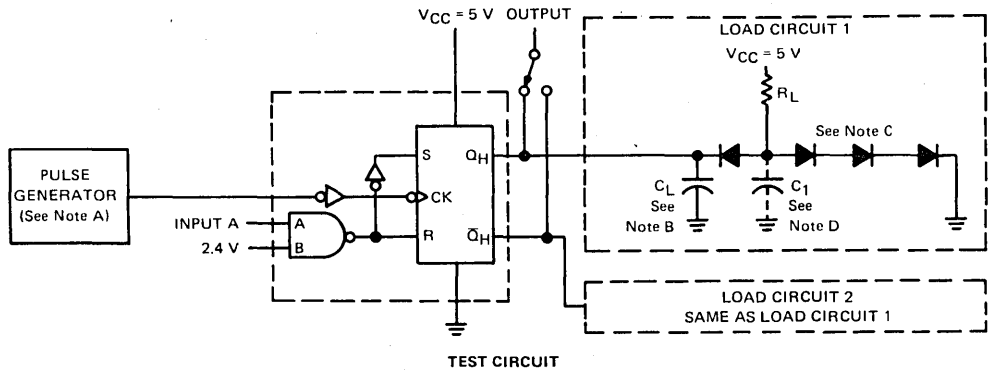 VCC = 5 V OUTPUT
LOAD CIRCUIT 1
VCC = 5 V
RL
See Note C
S
QH
CK
R
Q̅H
PULSE
GENERATOR
(See Note A)
INPUT A
2.4 V
A
B
CL
See
Note B
C1
See
Note D
LOAD CIRCUIT 2
SAME AS LOAD CIRCUIT 1
TEST CIRCUIT